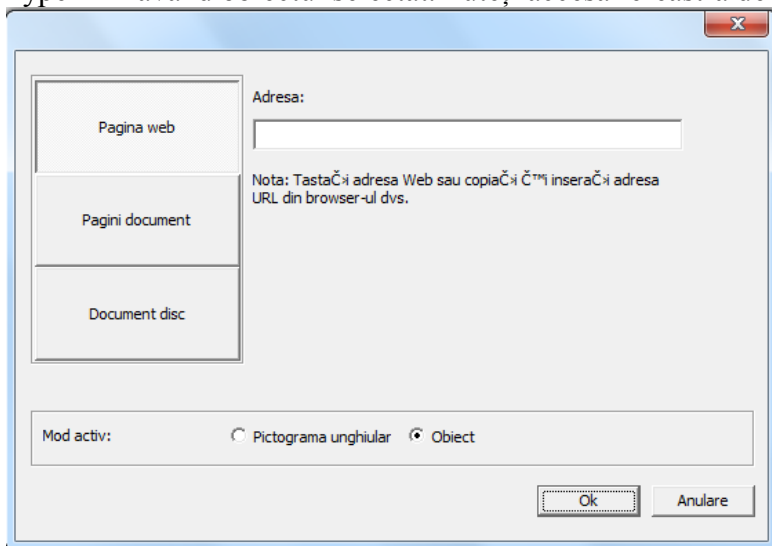 Adresa:
Pagina web
Nota: TastaČ›i adresa Web sau copiaČ›i Č™i inseraČ›i adresa
URL din browser-ul dvs.
Pagini document
Document disc
Mod activ:
Pictograma unghiular
Obiect
Ok
Anulare